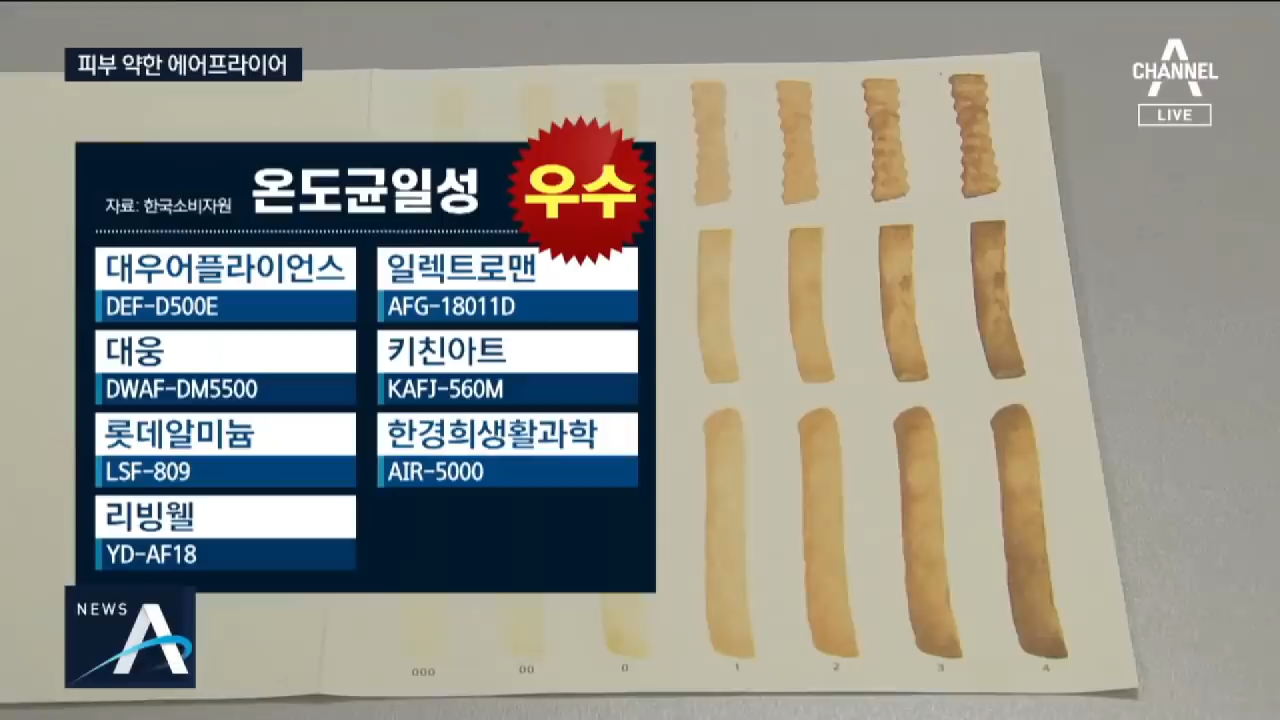 피부 약한 에어프라이어
CHANNEL A
LIVE
자료: 한국소비자원
온도균일성
우수
대우어플라이언스
DEF-D500E
대웅
DWAF-DM5500
롯데알미늄
LSF-809
리빙웰
YD-AF18
일렉트로맨
AFG-18011D
키친아트
KAFJ-560M
한경희생활과학
AIR-5000
NEWS A
000 00 0 1 2 3 4